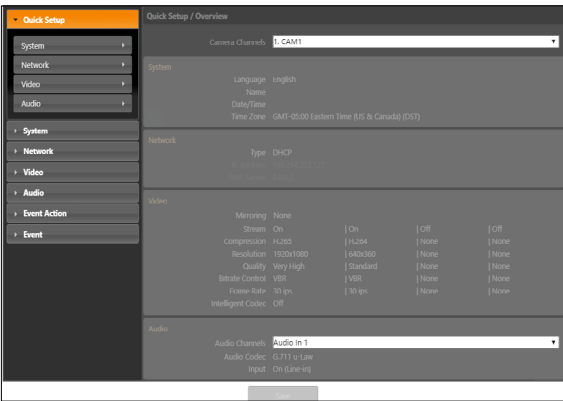 Quick Setup
System
Network
Video
Audio
System
Network
Video
Audio
Event Action
Event
Quick Setup / Overview
Camera Channels 1. CAM1
System
Language English
Name
Date/Time
Time Zone GMT-05:00 Eastern Time (US & Canada) (DST)
Network
Type DHCP
Video
Mirroring None
Stream On | On | Off | Off
Compression H.265 | H.264 | None | None
Resolution 1920x1080 | 640x360 | None | None
Quality Very High | Standard | None | None
Bitrate Control VBR | VBR | None | None
Frame Rate 30 ips | 30 ips | None | None
Intelligent Codec Off
Audio
Audio Channels Audio In 1
Audio Codec G.711 u-Law
Input On (Line-in)
Save